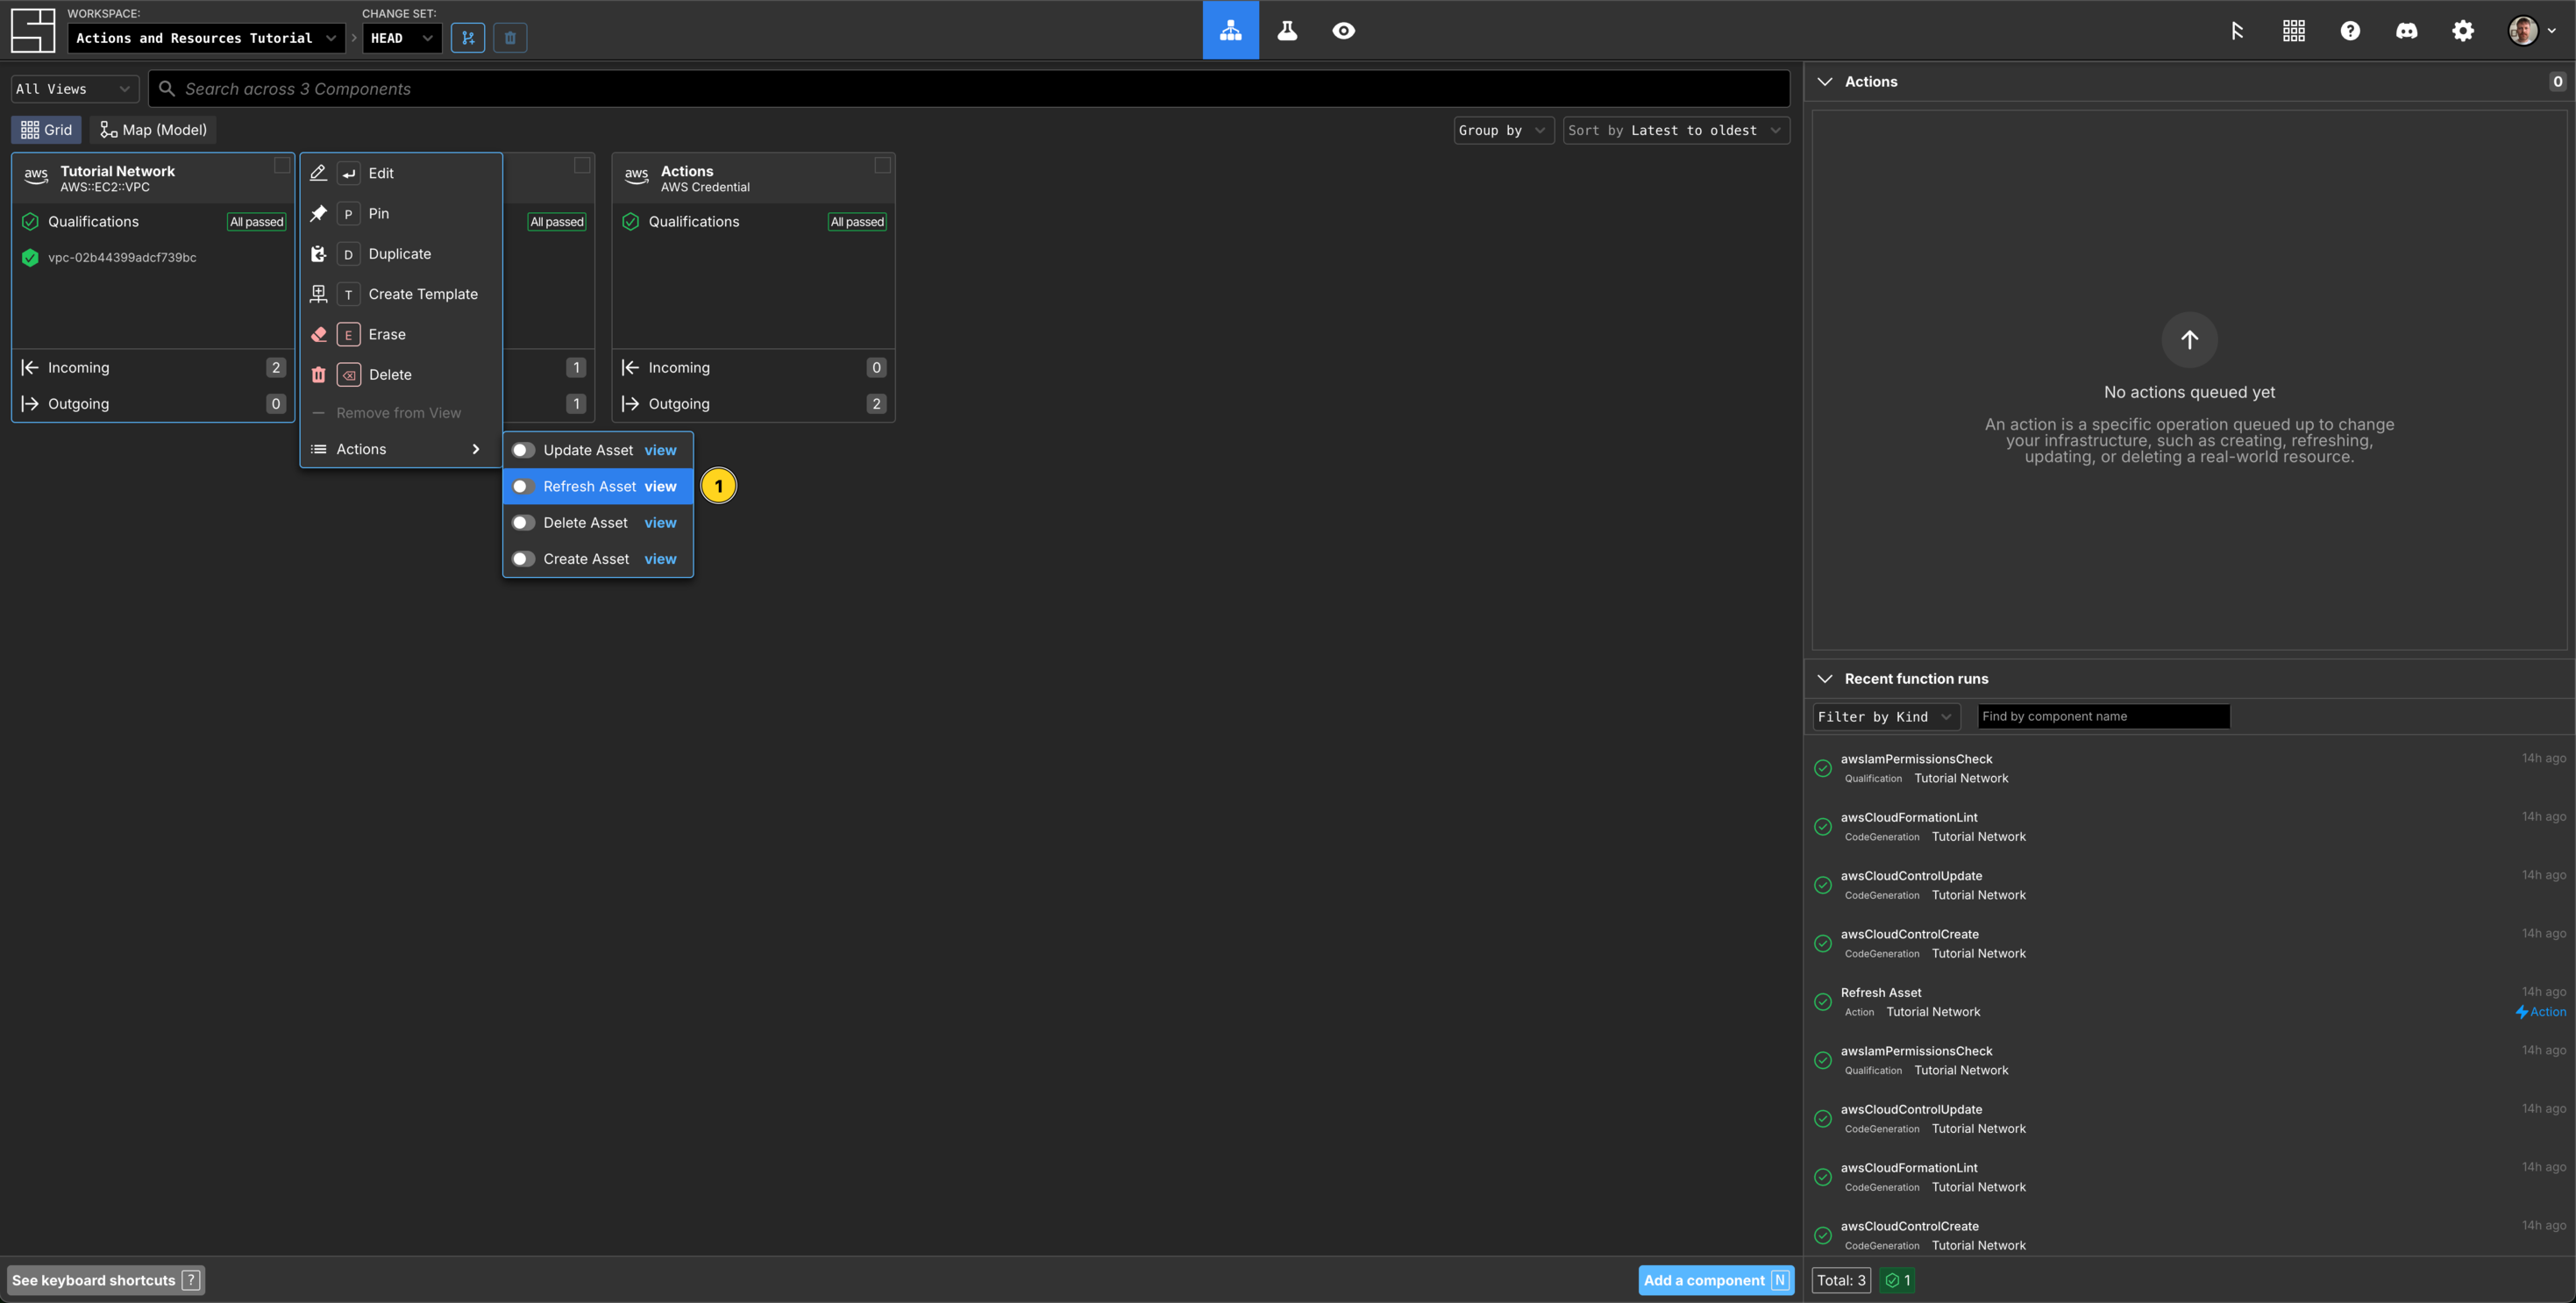 WORKSPACE:
Actions and Resources Tutorial
CHANGE SET:
HEAD
All Views
Search across 3 Components
Grid
Map (Model)
Group by
Sort by Latest to oldest
aws
Tutorial Network
AWS::EC2::VPC
Qualifications
All passed
vpc-02b44399adcf739bc
Incoming
2
Outgoing
0
Edit
P Pin
D Duplicate
T Create Template
E Erase
Delete
Remove from View
Actions
All passed
1
1
Update Asset view
Refresh Asset view
1
Delete Asset view
Create Asset view
aws
Actions
AWS Credential
Qualifications
All passed
Incoming
0
Outgoing
2
Actions
0
No actions queued yet
An action is a specific operation queued up to change
your infrastructure, such as creating, refreshing,
updating, or deleting a real-world resource.
Recent function runs
Filter by Kind
Find by component name
awsIamPermissionsCheck
14h ago
Qualification Tutorial Network
awsCloudFormationLint
14h ago
CodeGeneration Tutorial Network
awsCloudControlUpdate
14h ago
CodeGeneration Tutorial Network
awsCloudControlCreate
14h ago
CodeGeneration Tutorial Network
Refresh Asset
14h ago
Action Tutorial Network
Action
awsIamPermissionsCheck
14h ago
Qualification Tutorial Network
awsCloudControlUpdate
14h ago
CodeGeneration Tutorial Network
awsCloudFormationLint
14h ago
CodeGeneration Tutorial Network
awsCloudControlCreate
14h ago
CodeGeneration Tutorial Network
See keyboard shortcuts ?
Add a component N
Total: 3
1